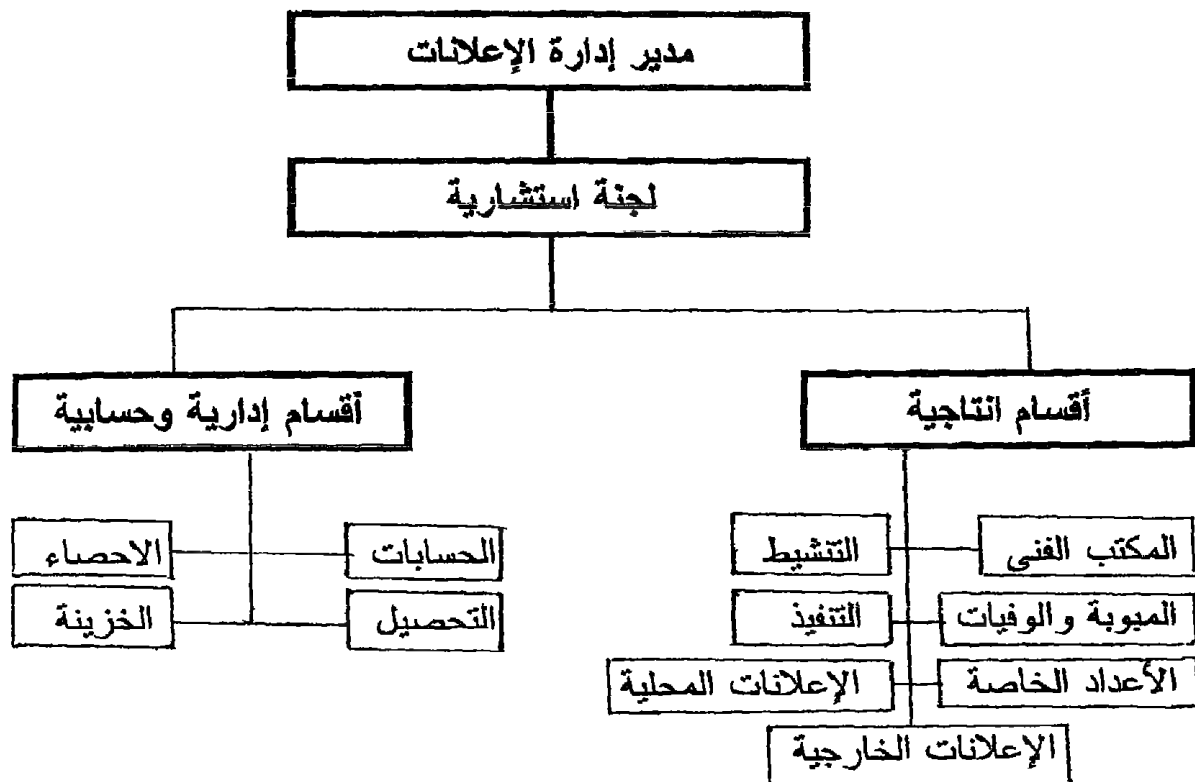 مدير إدارة الإعلانات
لجنة استشارية
أقسام انتاجية
أقسام إدارية وحسابية
المكتب الفنى
التنشيط
الحسابات
الاحصاء
المبوبة والوفيات
التنفيذ
التحصيل
الخزينة
الأعداد الخاصة
الإعلانات المحلية
الإعلانات الخارجية